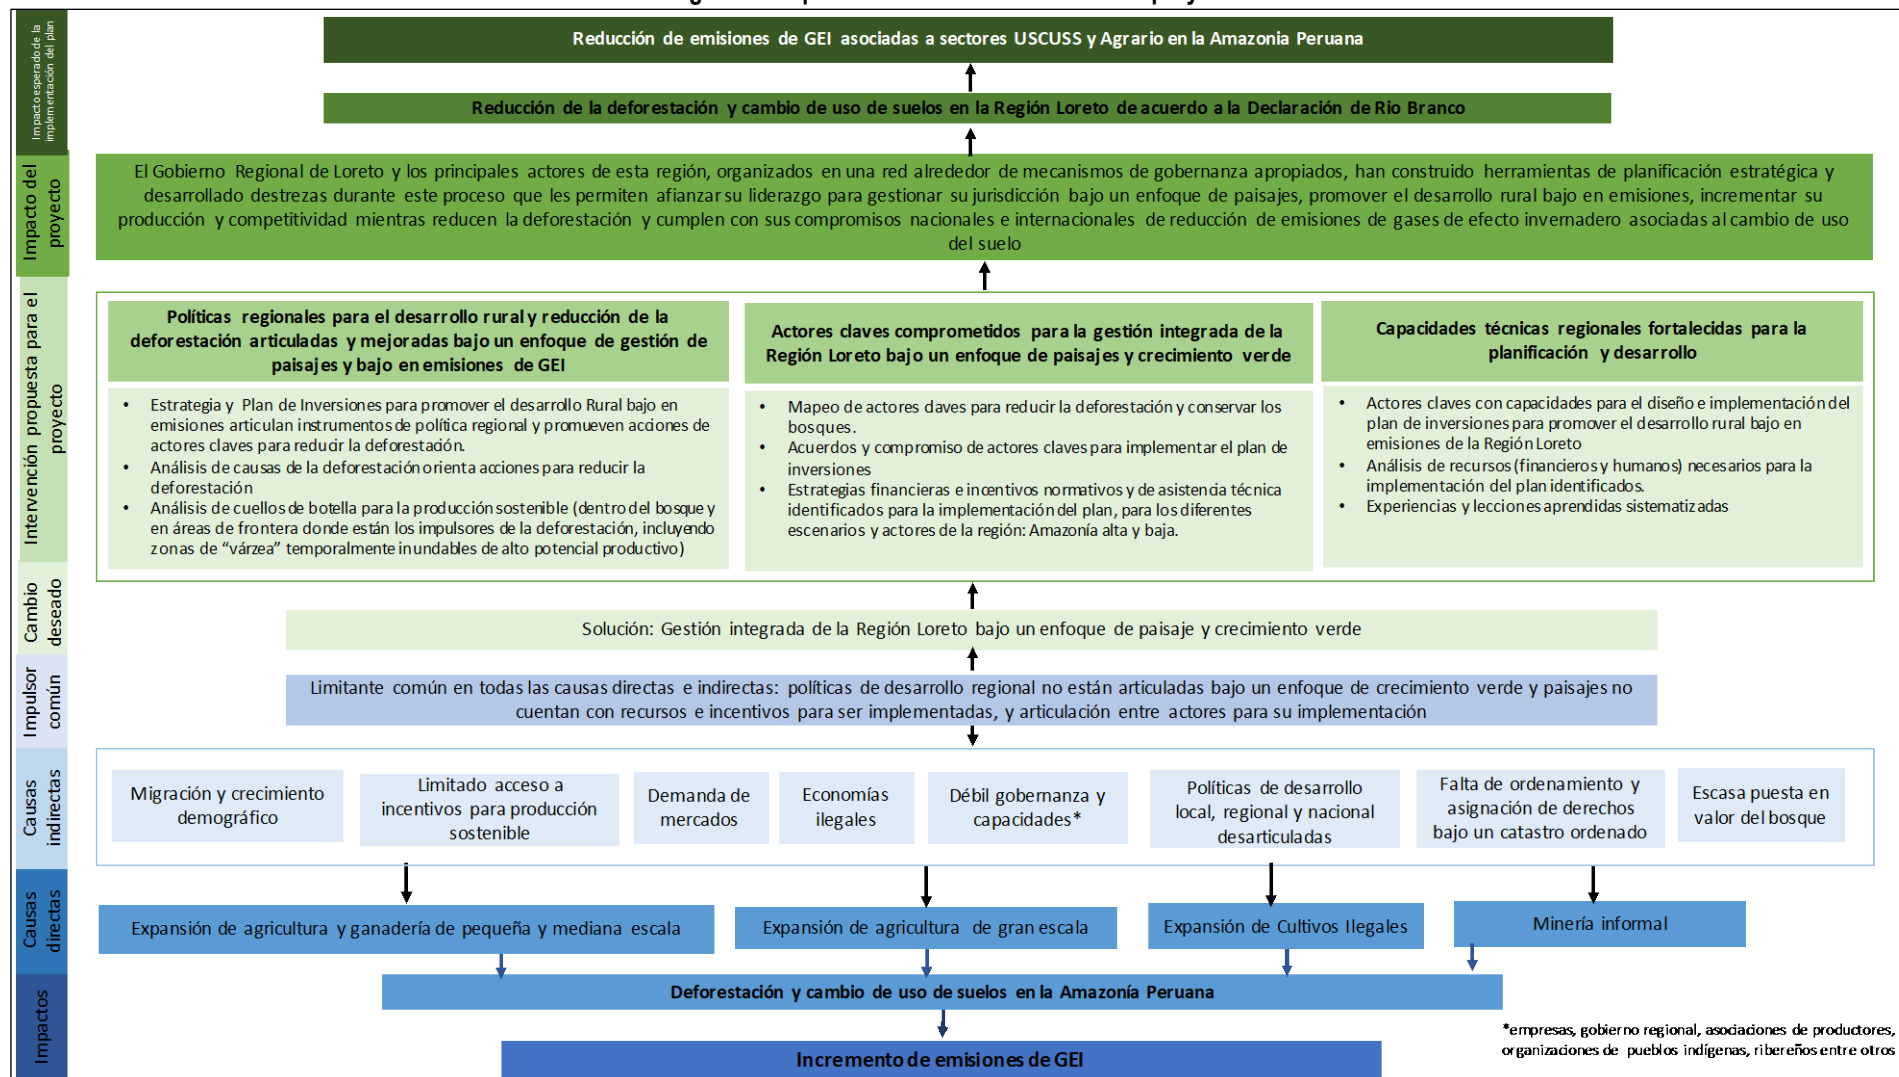 Impacto esperado de la
implementación del plan
Reducción de emisiones de GEI asociadas a sectores USCUSS y Agrario en la Amazonia Peruana
Reducción de la deforestación y cambio de uso de suelos en la Región Loreto de acuerdo a la Declaración de Rio Branco
Impacto del
proyecto
El Gobierno Regional de Loreto y los principales actores de esta región, organizados en una red alrededor de mecanismos de gobernanza apropiados, han construido herramientas de planificación estratégica y
desarrollado destrezas durante este proceso que les permiten afianzar su liderazgo para gestionar su jurisdicción bajo un enfoque de paisajes, promover el desarrollo rural bajo en emisiones, incrementar su
producción y competitividad mientras reducen la deforestación y cumplen con sus compromisos nacionales e internacionales de reducción de emisiones de gases de efecto invernadero asociadas al cambio de uso
del suelo
Intervención propuesta para el
proyecto
Políticas regionales para el desarrollo rural y reducción de la
deforestación articuladas y mejoradas bajo un enfoque de gestión de
paisajes y bajo en emisiones de GEI
• Estrategia y Plan de Inversiones para promover el desarrollo Rural bajo en
emisiones articulan instrumentos de política regional y promueven acciones de
actores claves para reducir la deforestación.
• Análisis de causas de la deforestación orienta acciones para reducir la
deforestación
• Análisis de cuellos de botella para la producción sostenible (dentro del bosque y
en áreas de frontera donde están los impulsores de la deforestación, incluyendo
zonas de “várzea” temporalmente inundables de alto potencial productivo)
Actores claves comprometidos para la gestión integrada de la
Región Loreto bajo un enfoque de paisajes y crecimiento verde
• Mapeo de actores claves para reducir la deforestación y conservar los
bosques.
• Acuerdos y compromiso de actores claves para implementar el plan de
inversiones
• Estrategias financieras e incentivos normativos y de asistencia técnica
identificados para la implementación del plan, para los diferentes
escenarios y actores de la región: Amazonía alta y baja.
Capacidades técnicas regionales fortalecidas para la
planificación y desarrollo
• Actores claves con capacidades para el diseño e implementación del
plan de inversiones para promover el desarrollo rural bajo en
emisiones de la Región Loreto
• Análisis de recursos (financieros y humanos) necesarios para la
implementación del plan identificados.
• Experiencias y lecciones aprendidas sistematizadas
Cambio
deseado
Solución: Gestión integrada de la Región Loreto bajo un enfoque de paisaje y crecimiento verde
Impulsor
común
Limitante común en todas las causas directas e indirectas: políticas de desarrollo regional no están articuladas bajo un enfoque de crecimiento verde y paisajes no
cuentan con recursos e incentivos para ser implementadas, y articulación entre actores para su implementación
Causas
indirectas
Migración y crecimiento
demográfico
Limitado acceso a
incentivos para producción
sostenible
Demanda de
mercados
Economías
ilegales
Débil gobernanza y
capacidades*
Políticas de desarrollo
local, regional y nacional
desarticuladas
Falta de ordenamiento y
asignación de derechos
bajo un catastro ordenado
Escasa puesta en
valor del bosque
Causas
directas
Expansión de agricultura y ganadería de pequeña y mediana escala
Expansión de agricultura de gran escala
Expansión de Cultivos Ilegales
Minería informal
Impactos
Deforestación y cambio de uso de suelos en la Amazonía Peruana
Incremento de emisiones de GEI
*empresas, gobierno regional, asociaciones de productores,
organizaciones de pueblos indígenas, ribereños entre otros